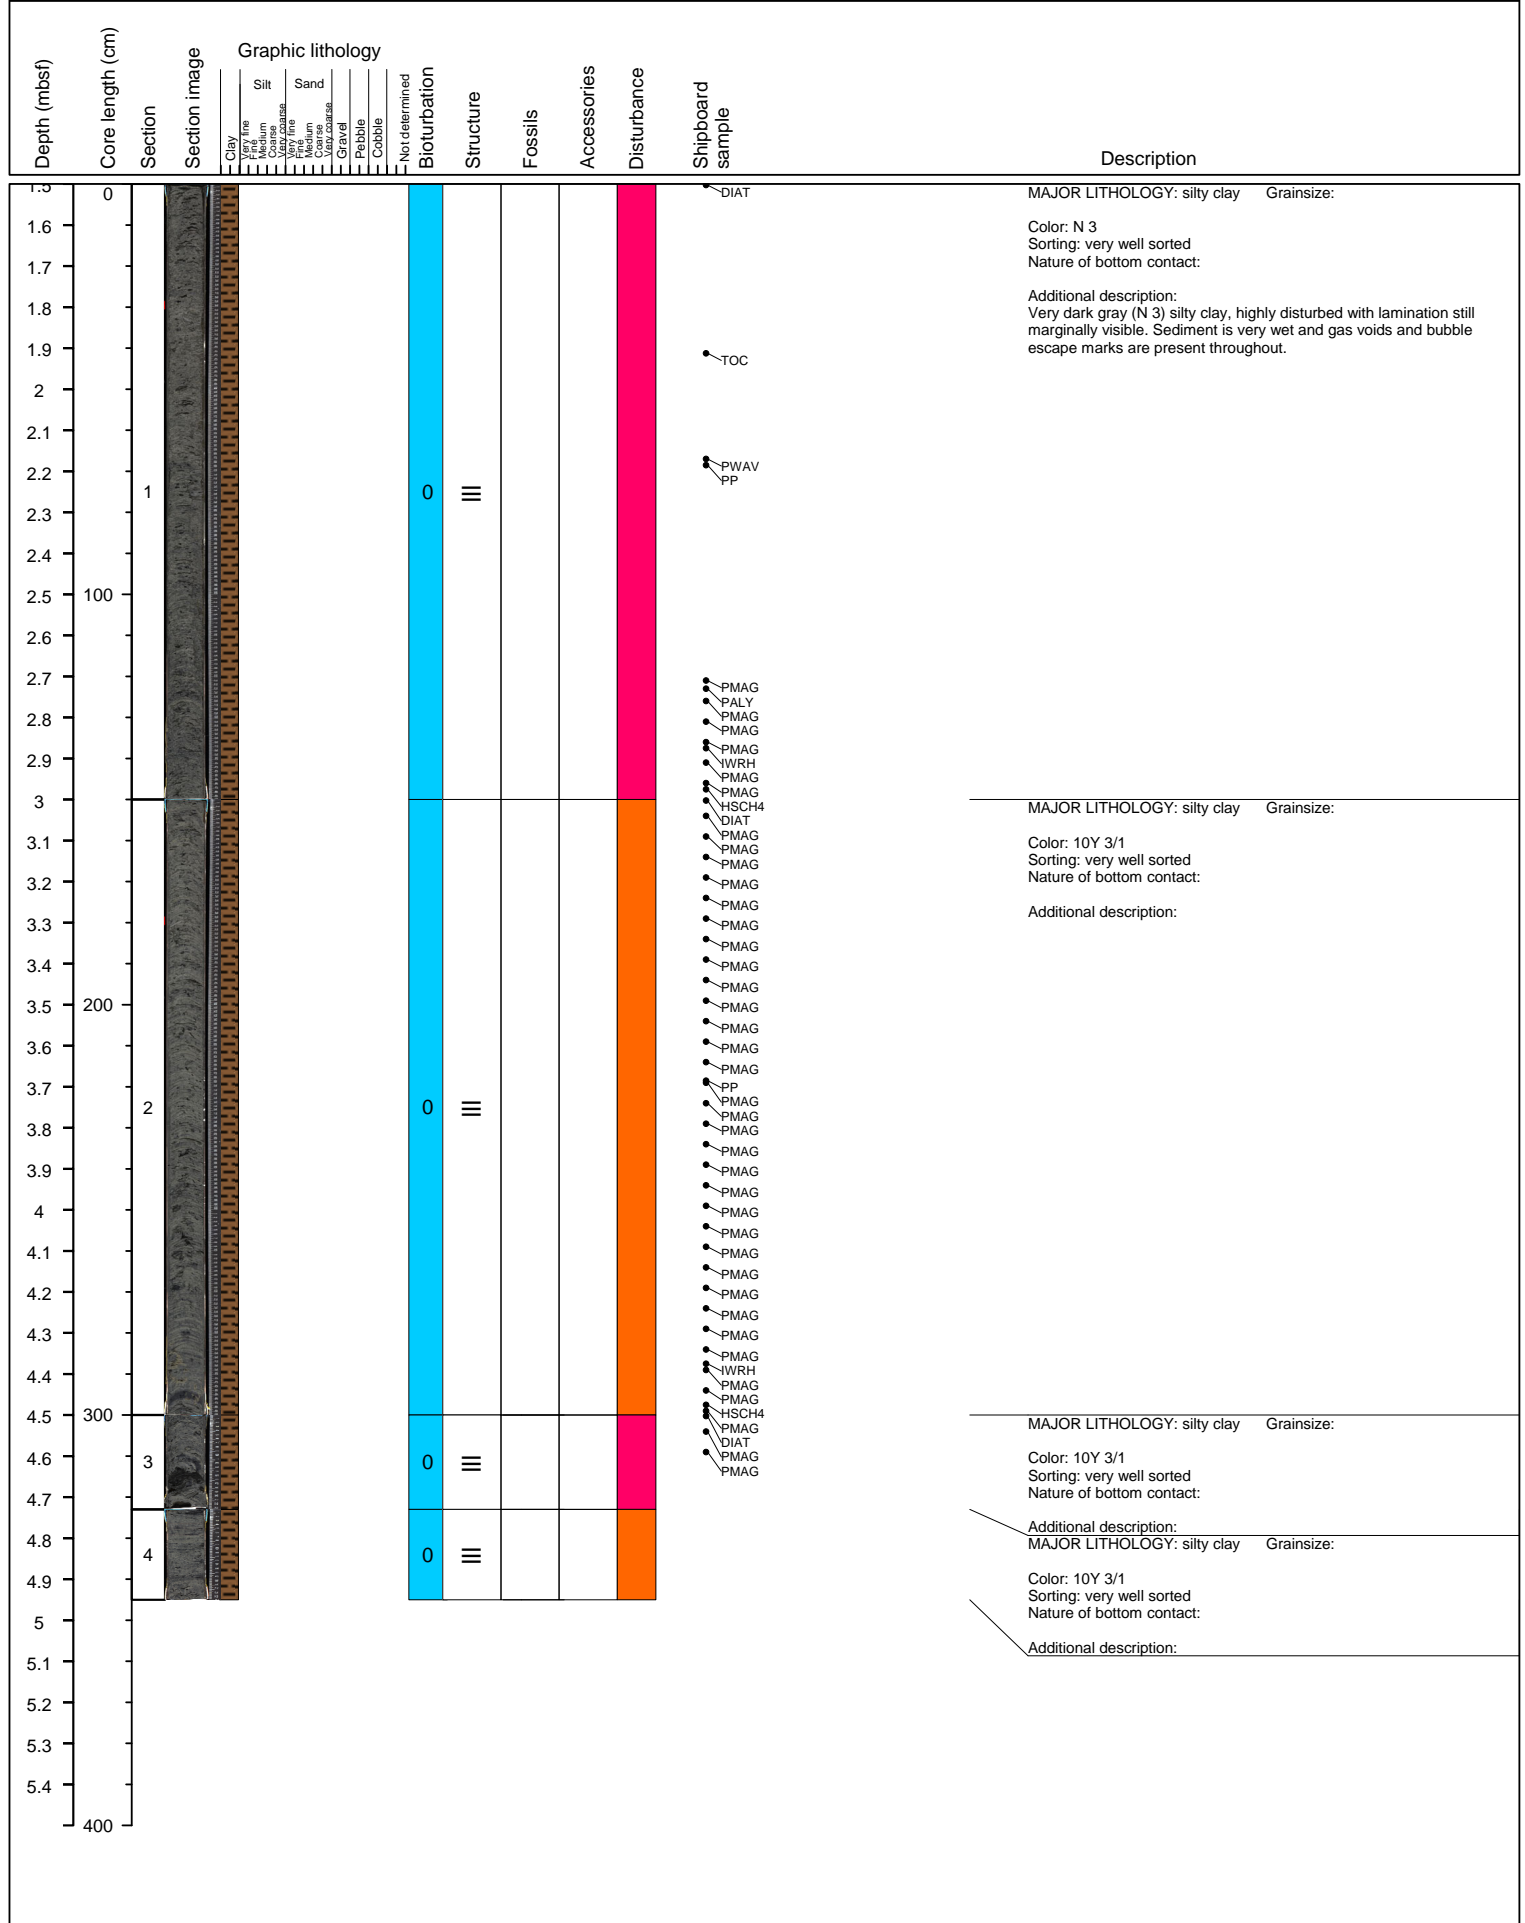 Depth (mbsf)
Core length (cm)
Section
Section image
Graphic lithology
Clay
Silt
Very fine
Fine
Medium
Coarse
Very coarse
Sand
Very fine
Fine
Medium
Coarse
Very coarse
Gravel
Pebble
Cobble
Not determined
Bioturbation
Structure
Fossils
Accessories
Disturbance
Shipboard
sample
Description
1.5
1.6
1.7
1.8
1.9
2
2.1
2.2
2.3
2.4
2.5
2.6
2.7
2.8
2.9
3
3.1
3.2
3.3
3.4
3.5
3.6
3.7
3.8
3.9
4
4.1
4.2
4.3
4.4
4.5
4.6
4.7
4.8
4.9
5
5.1
5.2
5.3
5.4
0
100
200
300
400
1
2
3
4
0
0
0
0
DIAT
TOC
PWAV
PP
PMAG
PALY
PMAG
PMAG
PMAG
IWRH
PMAG
PMAG
HSCH4
DIAT
PMAG
PMAG
PMAG
PMAG
PMAG
PMAG
PMAG
PMAG
PMAG
PMAG
PMAG
PMAG
PMAG
PP
PMAG
PMAG
PMAG
PMAG
PMAG
PMAG
PMAG
PMAG
PMAG
PMAG
PMAG
PMAG
PMAG
PMAG
IWRH
PMAG
PMAG
HSCH4
PMAG
DIAT
PMAG
PMAG
MAJOR LITHOLOGY: silty clay Grainsize:
Color: N 3
Sorting: very well sorted
Nature of bottom contact:
Additional description:
Very dark gray (N 3) silty clay, highly disturbed with lamination still
marginally visible. Sediment is very wet and gas voids and bubble
escape marks are present throughout.
MAJOR LITHOLOGY: silty clay Grainsize:
Color: 10Y 3/1
Sorting: very well sorted
Nature of bottom contact:
Additional description:
MAJOR LITHOLOGY: silty clay Grainsize:
Color: 10Y 3/1
Sorting: very well sorted
Nature of bottom contact:
Additional description:
MAJOR LITHOLOGY: silty clay Grainsize:
Color: 10Y 3/1
Sorting: very well sorted
Nature of bottom contact:
Additional description: